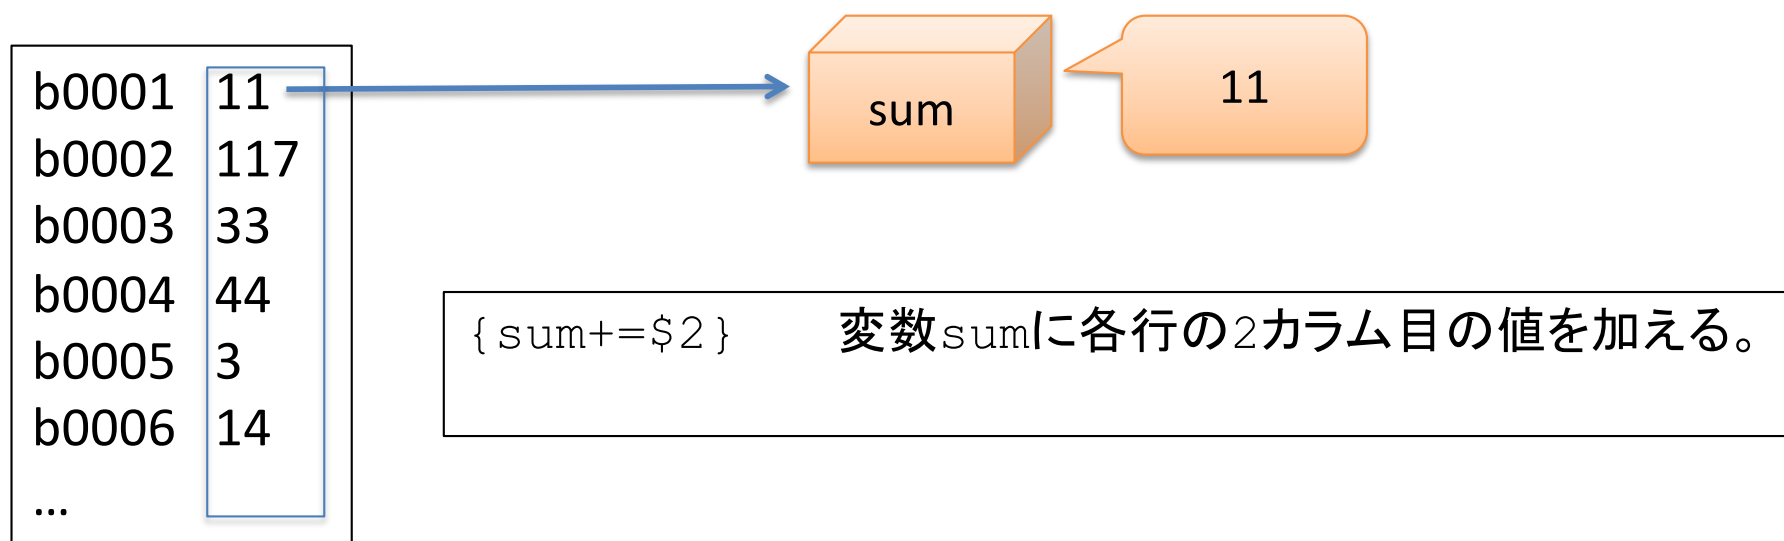 b0001 11
b0002 117
b0003 33
b0004 44
b0005 3
b0006 14
…
sum
11
{sum+=$2} 変数sumに各行の2カラム目の値を加える。